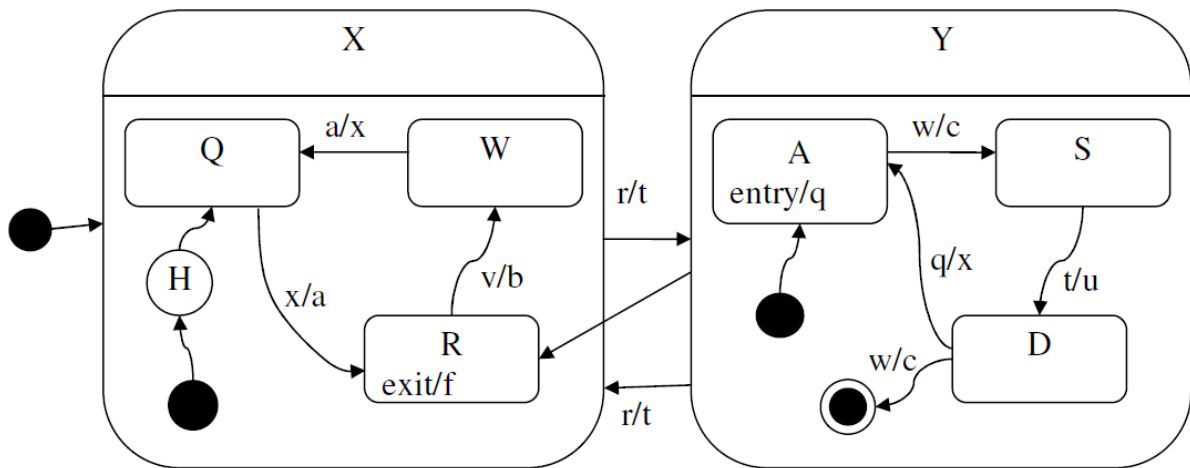 X
Y
Q
a/x
W
A
entry/q
w/c
S
r/t
H
x/a
v/b
q/x
t/u
R
exit/f
D
w/c
r/t